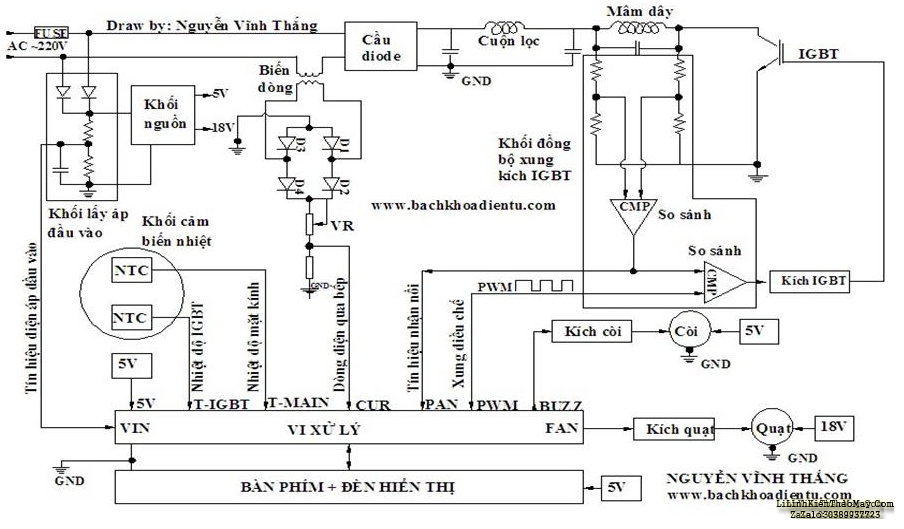 FUSE
Draw by: Nguyễn Vĩnh Thắng
AC ~220V
Cầu
diode
Cuộn lọc
GND
Mâm dây
IGBT
Biến
dòng
Khối
nguồn
5V
18V
D3
D1
D4
D2
VR
GND
Khối lấy áp
đầu vào
Khối cảm
biến nhiệt
NTC
NTC
www.bachkhoadientu.com
Khối đồng
bộ xung
kích IGBT
CMP
So sánh
So sánh
CMP
Kích IGBT
PWM
Tín hiệu điện áp đầu vào
Nhiệt độ IGBT
Nhiệt độ mặt kính
Dòng điện qua bếp
Tín hiệu nhận nồi
Xung điều chế
Kích còi
Còi
5V
GND
5V
5V
T-IGBT
T-MAIN
CUR
PAN
PWM
BUZZ
VIN
VI XỬ LÝ
FAN
Kích quạt
Quạt
18V
GND
GND
BÀN PHÍM + ĐÈN HIỂN THỊ
5V
NGUYỄN VĨNH THẮNG
www.bachkhoadientu.com
LiLinhKienThaoMay.Com
ZaZalo:0389937723